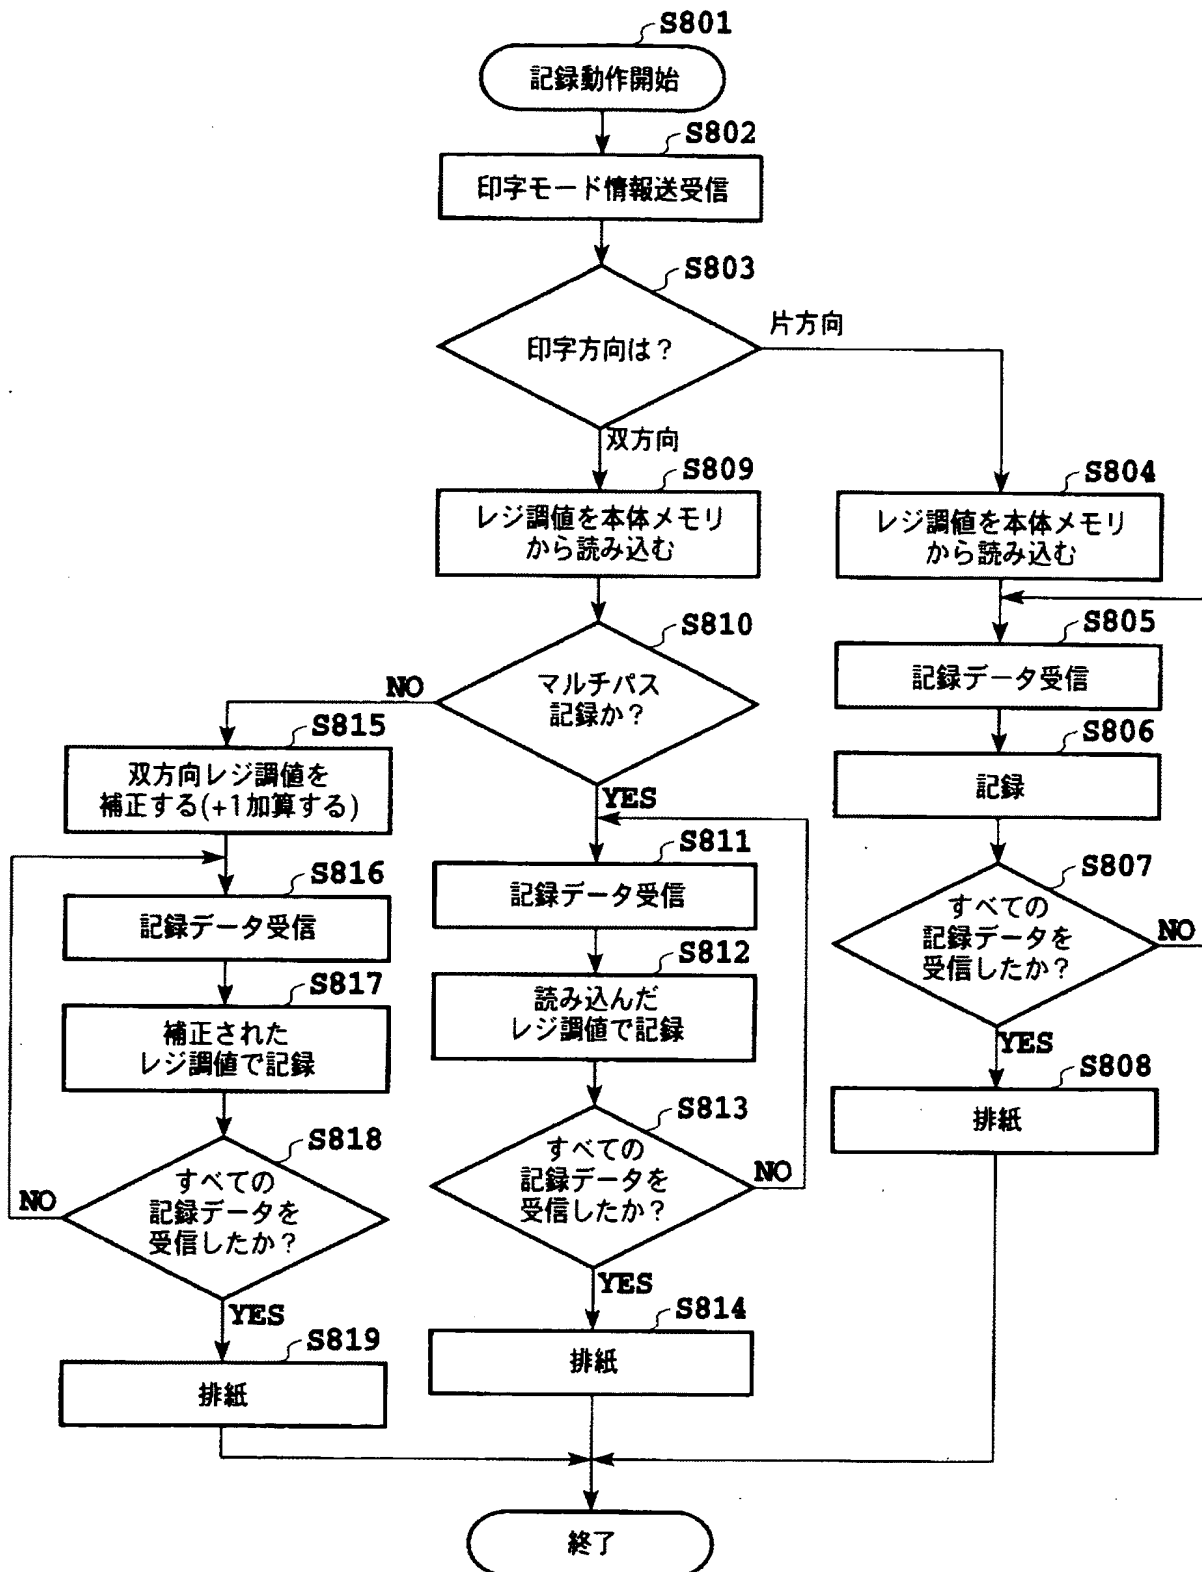 S801
記録動作開始
S802
印字モード情報送受信
S803
印字方向は？
片方向
双方向
S809
レジ調値を本体メモリ
から読み込む
S804
レジ調値を本体メモリ
から読み込む
S810
マルチパス
記録か？
NO
YES
S805
記録データ受信
S806
記録
S807
すべての
記録データを
受信したか？
NO
YES
S808
排紙
S815
双方向レジ調値を
補正する(+1加算する)
S816
記録データ受信
S817
補正された
レジ調値で記録
S818
すべての
記録データを
受信したか？
NO
YES
S819
排紙
S811
記録データ受信
S812
読み込んだ
レジ調値で記録
S813
すべての
記録データを
受信したか？
NO
YES
S814
排紙
終了